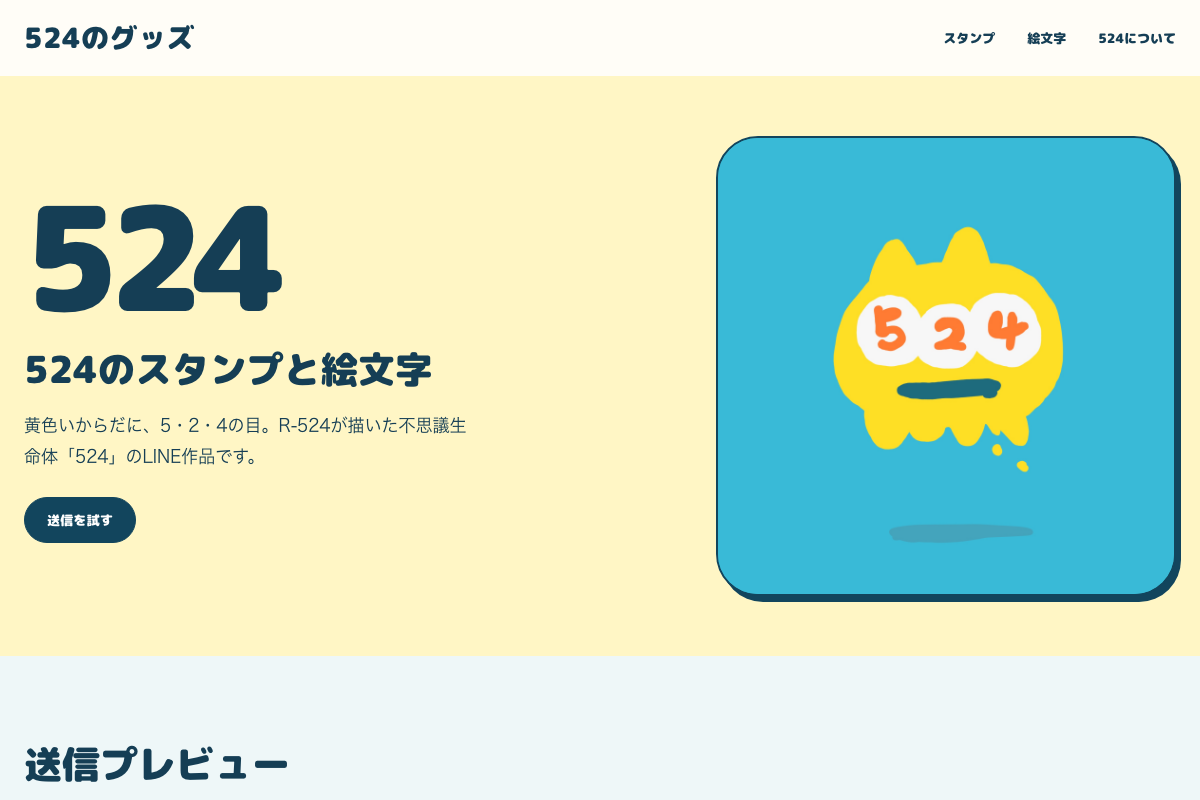 524のグッズ
スタンプ
絵文字
524について
524
524のスタンプと絵文字
黄色いからだに、5・2・4の目。R-524が描いた不思議生
命体「524」のLINE作品です。
送信を試す
5 2 4
送信プレビュー